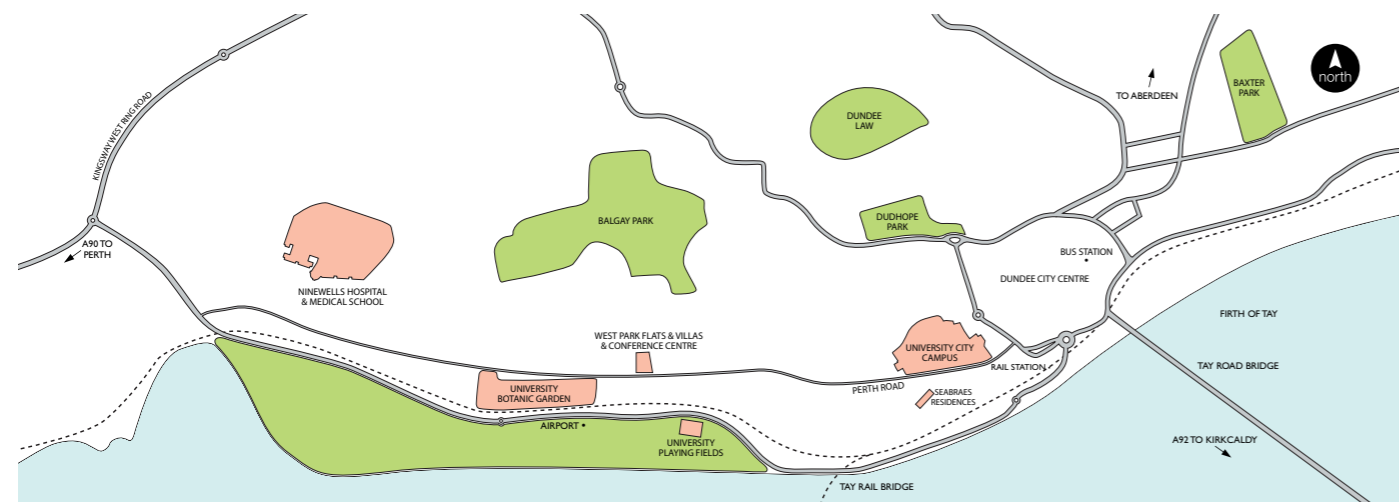 north
BAXTER
PARK
TO ABERDEEN
KINGSWAY WEST RING ROAD
DUNDEE
LAW
BALGAY PARK
DUDHOPE
PARK
A90 TO
PERTH
BUS STATION
DUNDEE CITY CENTRE
NINEWELLS HOSPITAL
& MEDICAL SCHOOL
FIRTH OF TAY
WEST PARK FLATS & VILLAS
& CONFERENCE CENTRE
UNIVERSITY CITY
CAMPUS
RAIL STATION
TAY ROAD BRIDGE
UNIVERSITY
BOTANIC GARDEN
PERTH ROAD
SEABRAES
RESIDENCES
AIRPORT
UNIVERSITY
PLAYING FIELDS
A92 TO KIRKCALDY
TAY RAIL BRIDGE